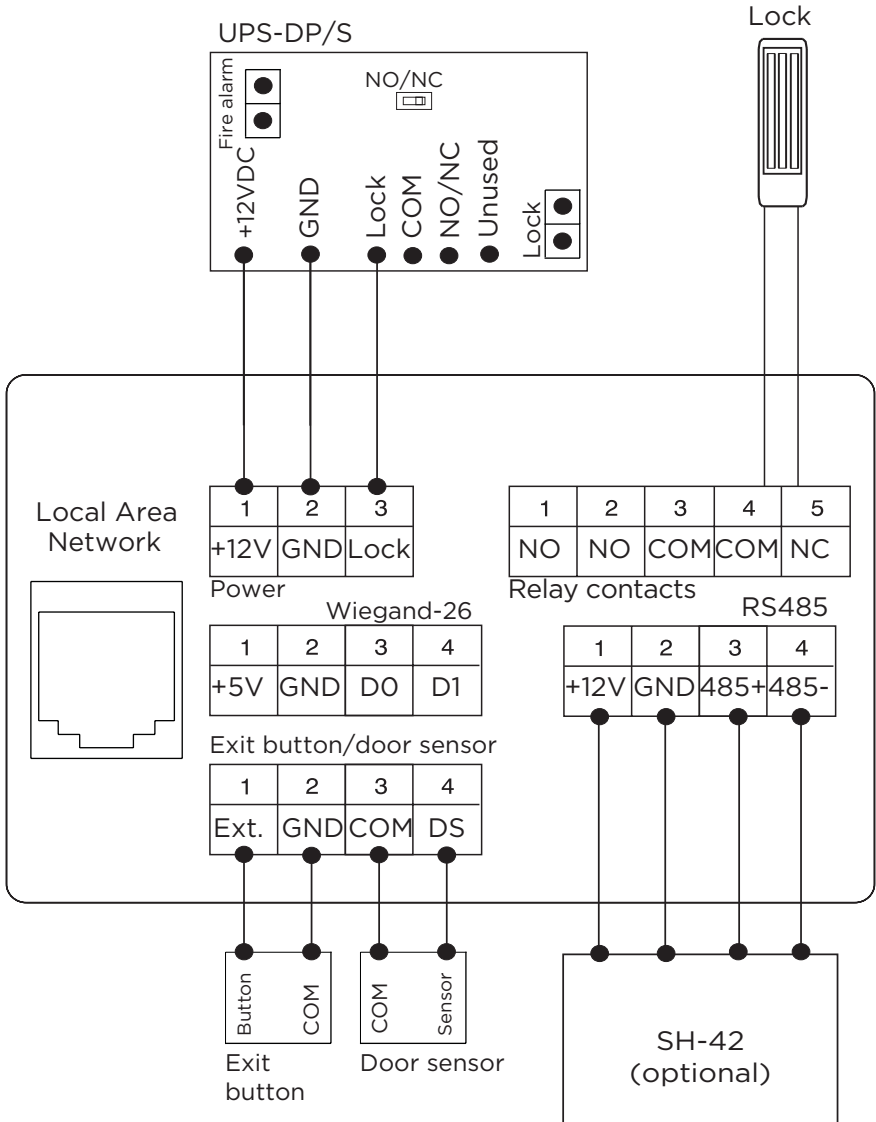 Lock
UPS-DP/S
Fire alarm
NO/NC
+12VDC
GND
Lock
COM
NO/NC
Unused
Lock
Local Area
Network
1 2 3
+12V GND Lock
Power
1 2 3 4 5
NO NO COM COM NC
Relay contacts
Wiegand-26
1 2 3 4
+5V GND D0 D1
RS485
1 2 3 4
+12V GND 485+ 485-
Exit button/door sensor
1 2 3 4
Ext. GND COM DS
Button
COM
COM
Sensor
Exit
button
Door sensor
SH-42
(optional)